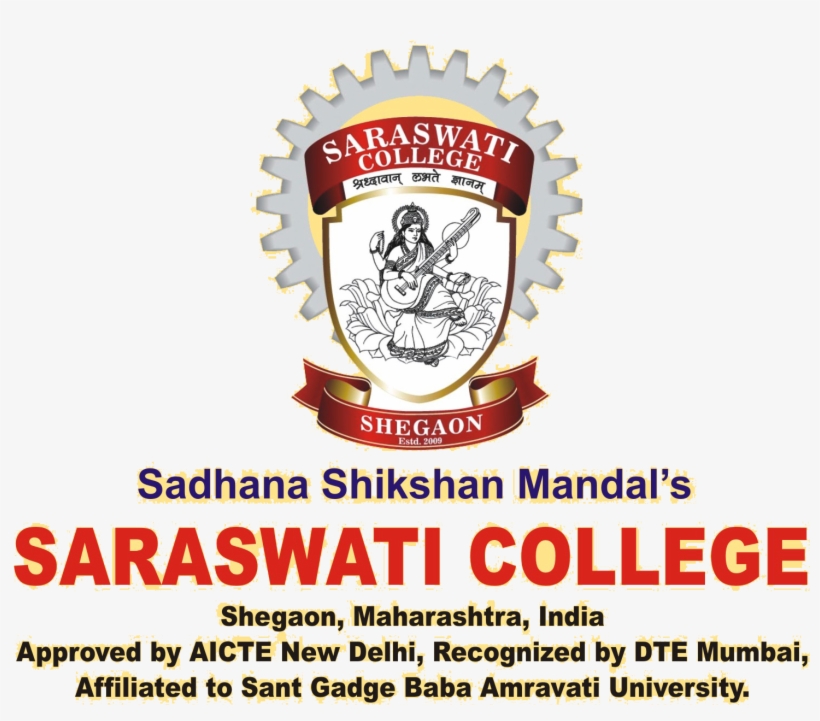 SARASWATI
COLLEGE
श्रध्दावान् लभते ज्ञानम्
SHEGAON
Estd. 2009
Sadhana Shikshan Mandal's
SARASWATI COLLEGE
Shegaon, Maharashtra, India
Approved by AICTE New Delhi, Recognized by DTE Mumbai,
Affiliated to Sant Gadge Baba Amravati University.